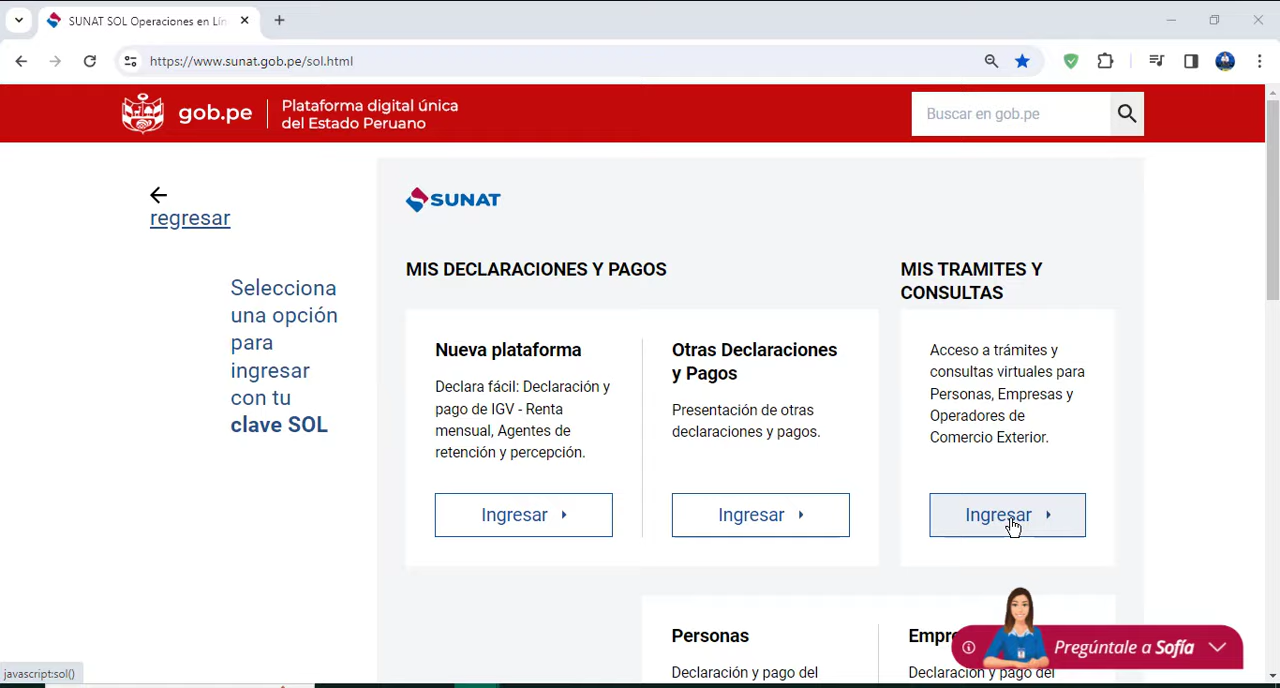 SUNAT SOL Operaciones en Lín
https://www.sunat.gob.pe/sol.html
gob.pe
Plataforma digital única
del Estado Peruano
Buscar en gob.pe
regresar
Selecciona
una opción
para
ingresar
con tu
clave SOL
SUNAT
MIS DECLARACIONES Y PAGOS
Nueva plataforma
Declara fácil: Declaración y
pago de IGV - Renta
mensual, Agentes de
retención y percepción.
Ingresar
Otras Declaraciones
y Pagos
Presentación de otras
declaraciones y pagos.
Ingresar
MIS TRAMITES Y
CONSULTAS
Acceso a trámites y
consultas virtuales para
Personas, Empresas y
Operadores de
Comercio Exterior.
Ingresar
Personas
Declaración y pago del
Empre
Declaración y pago del
Pregúntale a Sofía
javascript:sol()